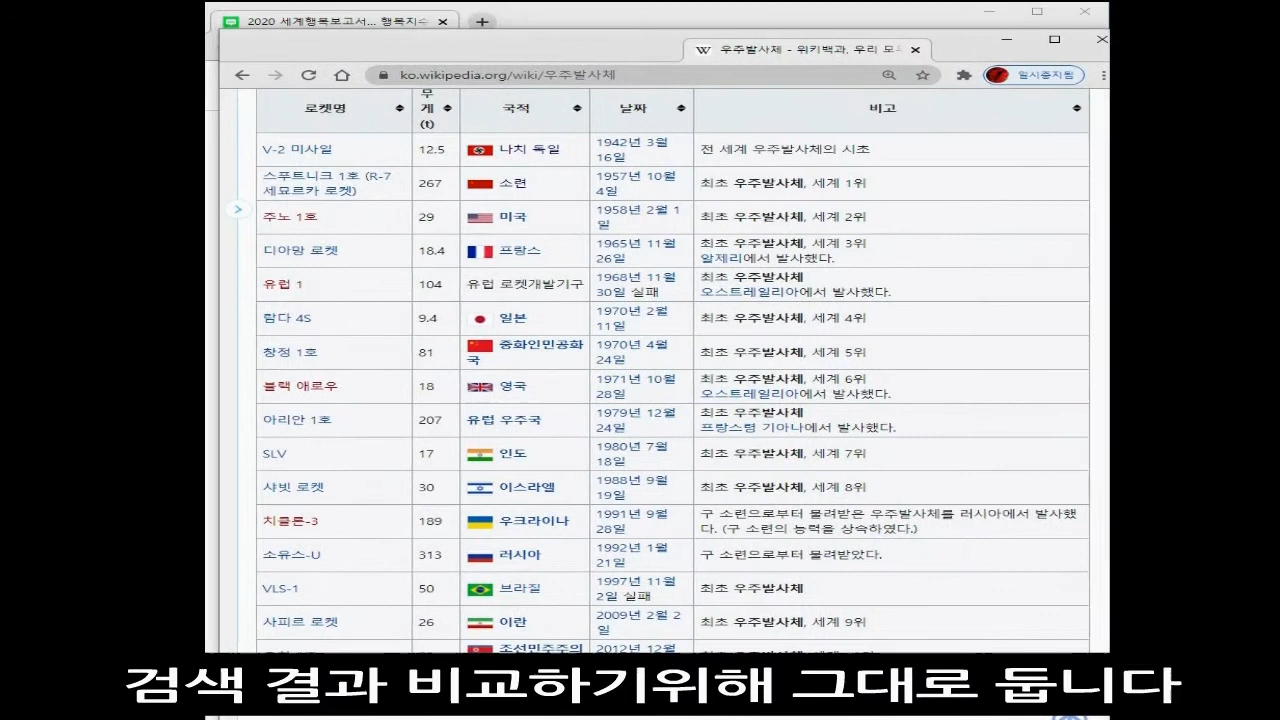 2020 세계행복보고서... 행복지수
우주발사체 - 위키백과, 우리 모두
ko.wikipedia.org/wiki/우주발사체
일시중지됨
로켓명 무게 (t) 국적 날짜 비고
V-2 미사일 12.5 나치 독일 1942년 3월 16일 전 세계 우주발사체의 시초
스푸트니크 1호 (R-7 세묘르카 로켓) 267 소련 1957년 10월 4일 최초 우주발사체, 세계 1위
주노 1호 29 미국 1958년 2월 1일 최초 우주발사체, 세계 2위
디아망 로켓 18.4 프랑스 1965년 11월 26일 최초 우주발사체, 세계 3위 알제리에서 발사했다.
유럽 1 104 유럽 로켓개발기구 1968년 11월 30일 실패 최초 우주발사체 오스트레일리아에서 발사했다.
람다 4S 9.4 일본 1970년 2월 11일 최초 우주발사체, 세계 4위
창정 1호 81 중화인민공화국 1970년 4월 24일 최초 우주발사체, 세계 5위
블랙 애로우 18 영국 1971년 10월 28일 최초 우주발사체, 세계 6위 오스트레일리아에서 발사했다.
아리안 1호 207 유럽 우주국 1979년 12월 24일 최초 우주발사체 프랑스령 기아나에서 발사했다.
SLV 17 인도 1980년 7월 18일 최초 우주발사체, 세계 7위
샤빗 로켓 30 이스라엘 1988년 9월 19일 최초 우주발사체, 세계 8위
치클론-3 189 우크라이나 1991년 9월 28일 구 소련으로부터 물려받은 우주발사체를 러시아에서 발사했다. (구 소련의 능력을 상속하였다.)
소유스-U 313 러시아 1992년 1월 21일 구 소련으로부터 물려받았다.
VLS-1 50 브라질 1997년 11월 2일 실패 최초 우주발사체
사피르 로켓 26 이란 2009년 2월 2일 최초 우주발사체, 세계 9위
조선민주주의 2012년 12월
검색 결과 비교하기위해 그대로 둡니다